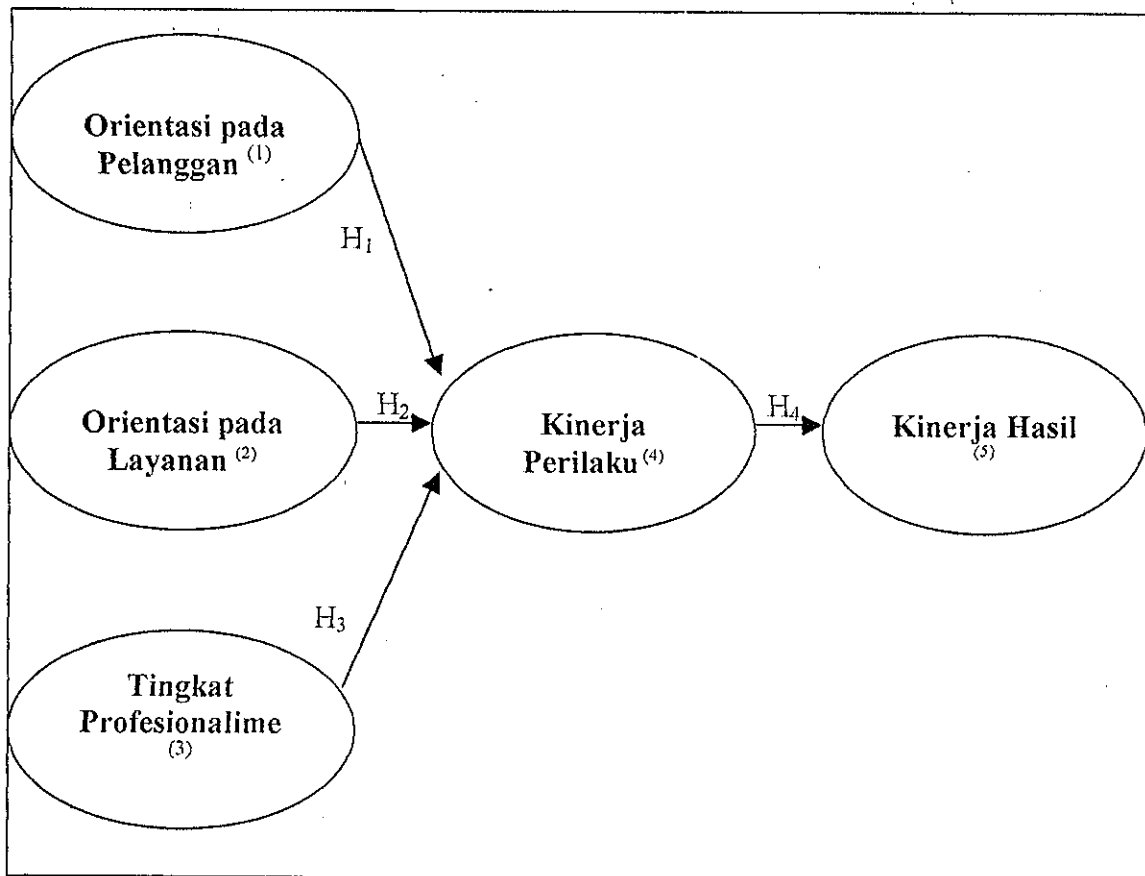 Orientasi pada
Pelanggan (1)
H1
Orientasi pada
Layanan (2)
H2
Kinerja
Perilaku (4)
H4
Kinerja Hasil
(5)
H3
Tingkat
Profesionalime
(3)